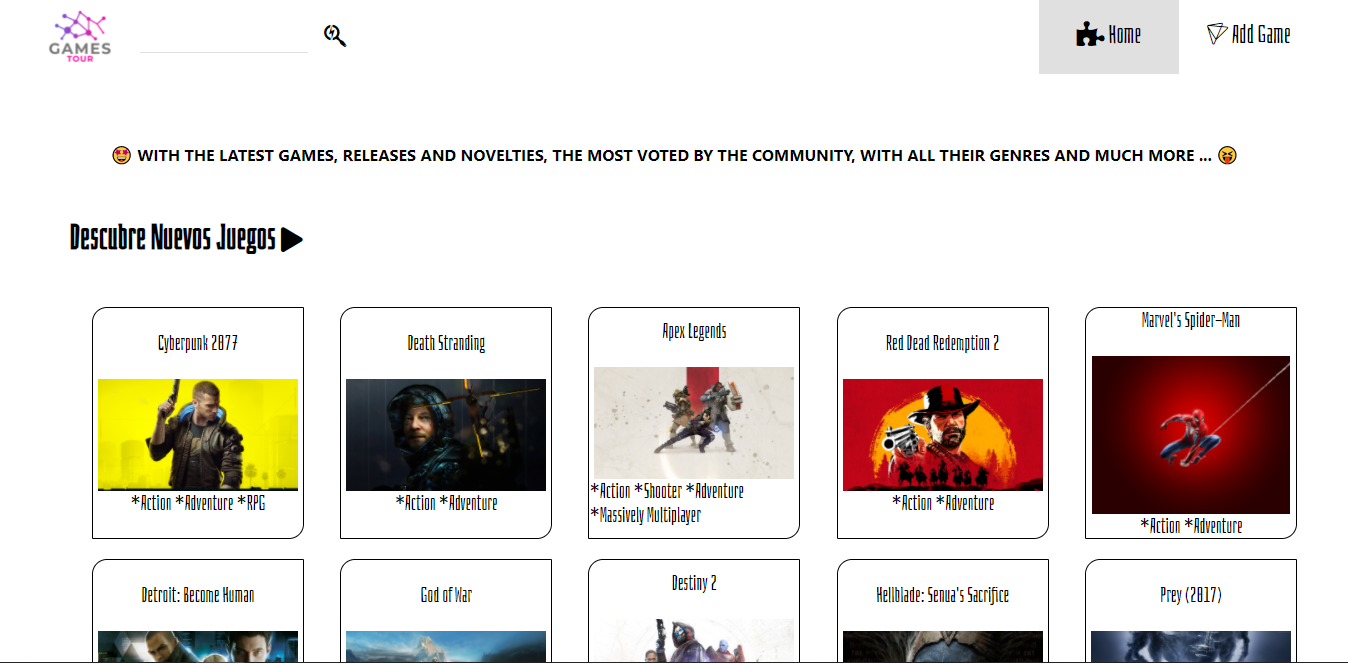 GAMES
TOUR
Home
Add Game
WITH THE LATEST GAMES, RELEASES AND NOVELTIES, THE MOST VOTED BY THE COMMUNITY, WITH ALL THEIR GENRES AND MUCH MORE ...
Descubre Nuevos Juegos
Cyberpunk 2077
*Action *Adventure *RPG
Death Stranding
*Action *Adventure
Apex Legends
*Action *Shooter *Adventure
*Massively Multiplayer
Red Dead Redemption 2
*Action *Adventure
Marvel's Spider-Man
*Action *Adventure
Detroit: Become Human
God of War
Destiny 2
Hellblade: Senua's Sacrifice
Prey (2017)